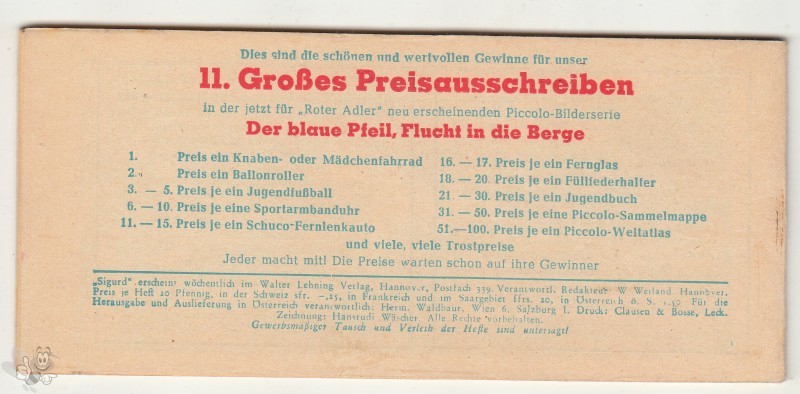 Dies sind die schönen und wertvollen Gewinne für unser
11. Großes Preisausschreiben
in der jetzt für „Roter Adler" neu erscheinenden Piccolo-Bilderserie
Der blaue Pfeil, Flucht in die Berge
1. Preis ein Knaben- oder Mädchenfahrrad
2. Preis ein Ballonroller
3. — 5. Preis je ein Jugendfußball
6. — 10. Preis je eine Sportarmbanduhr
11. — 15. Preis je ein Schuco-Fernlenkauto
16. — 17. Preis je ein Fernglas
18. — 20. Preis je ein Füllfederhalter
21 — 30. Preis je ein Jugendbuch
31. — 50. Preis je eine Piccolo-Sammelmappe
51.—100. Preis je ein Piccolo-Weltatlas
und viele, viele Trostpreise
Jeder macht mit! Die Preise warten schon auf ihre Gewinner
„Sigurd" erscheint wöchentlich im Walter Lehning Verlag, Hannover, Postfach 339. Verantwortl. Redakteur W Weiland Hannover.
Preis je Heft 20 Pfennig, in der Schweiz sfr. –,25, in Frankreich und im Saargebiet ffrs. 20, in Österreich ö. S. 1.50 Für die
Herausgabe und Auslieferung in Österreich verantwortlich: Herm. Waldbaur, Wien 6, Salzburg 1. Druck: Clausen & Bosse, Leck.
Zeichnung: Hansrudi Wäscher. Alle Rechte vorbehalten.
Gewerbsmäßiger Tausch und Verleih der Hefte sind untersagt!